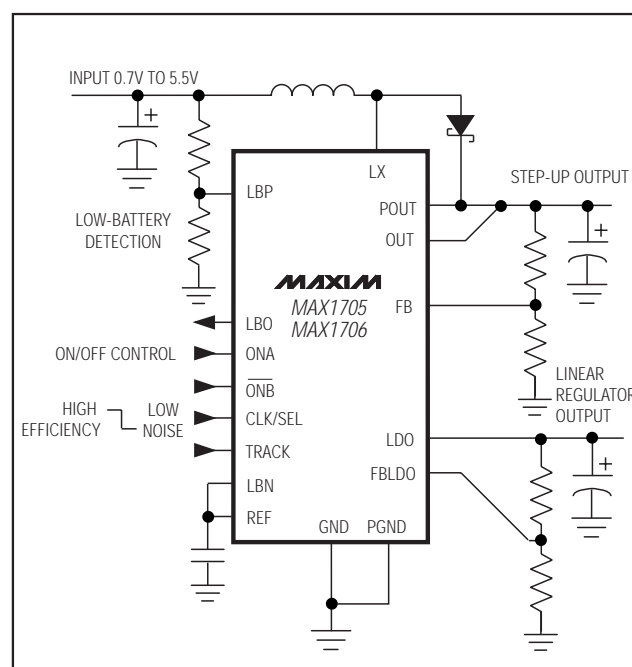 INPUT 0.7V TO 5.5V
+
LX
STEP-UP OUTPUT
LBP
POUT
LOW-BATTERY
DETECTION
OUT
+
MAXIM
MAX1705
MAX1706
FB
LBO
ON/OFF CONTROL
ONA
ONB
LINEAR
REGULATOR
OUTPUT
HIGH
EFFICIENCY
LOW
NOISE
CLK/SEL
LDO
TRACK
FBLDO
+
LBN
REF
GND
PGND